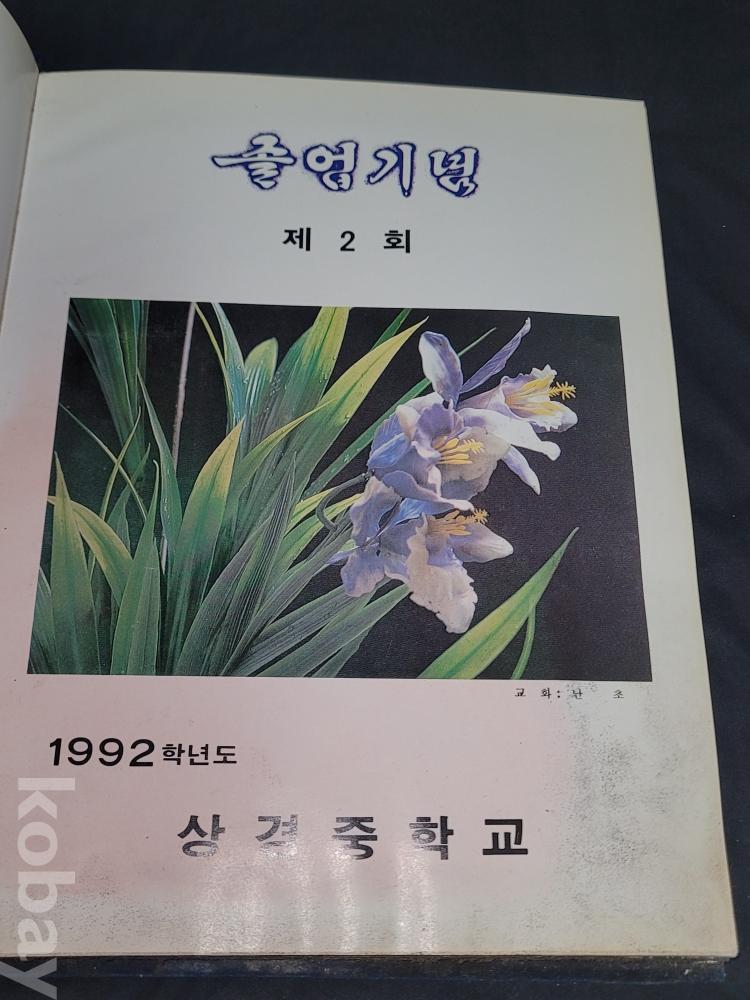 졸업기념
제 2 회
교 화: 난 초
1992학년도
상 경 중 학 교
kobay